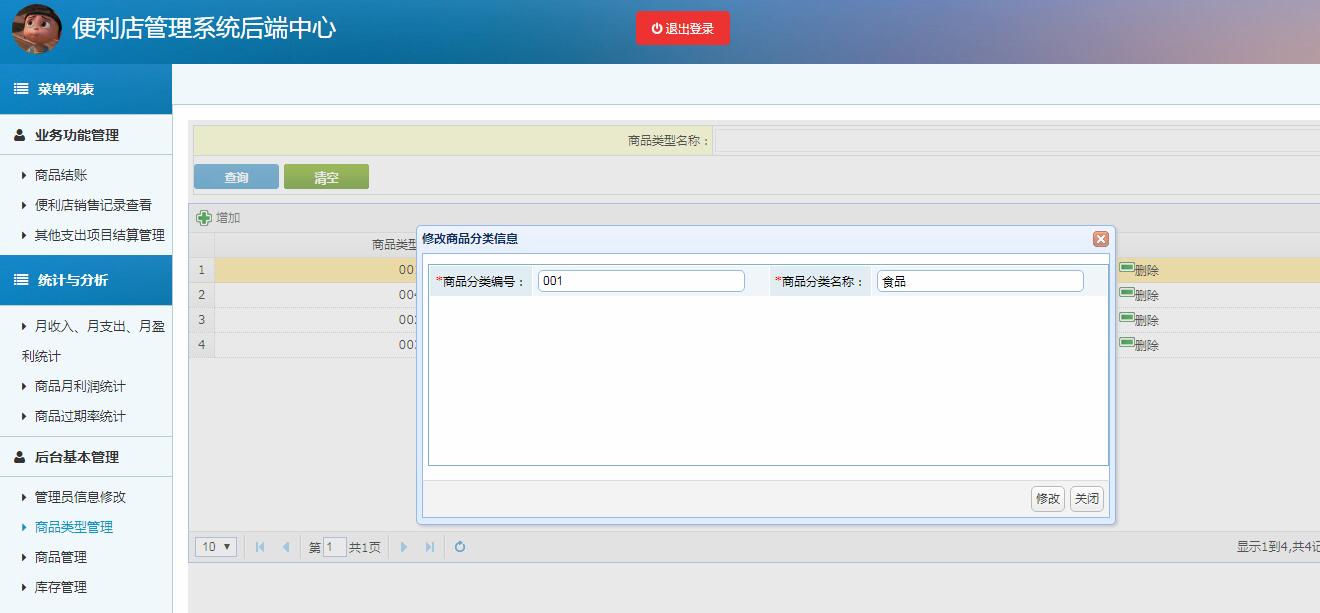 便利店管理系统后端中心
退出登录
菜单列表
业务功能管理
商品结账
便利店销售记录查看
其他支出项目结算管理
统计与分析
月收入、月支出、月盈
利统计
商品月利润统计
商品过期率统计
后台基本管理
管理员信息修改
商品类型管理
商品管理
库存管理
商品类型名称：
查询 清空
增加
商品类型
1 00 删除
2 00 删除
3 00 删除
4 00 删除
修改商品分类信息
*商品分类编号： 001 *商品分类名称： 食品
修改 关闭
10 第 1 共1页 显示1到4,共4记